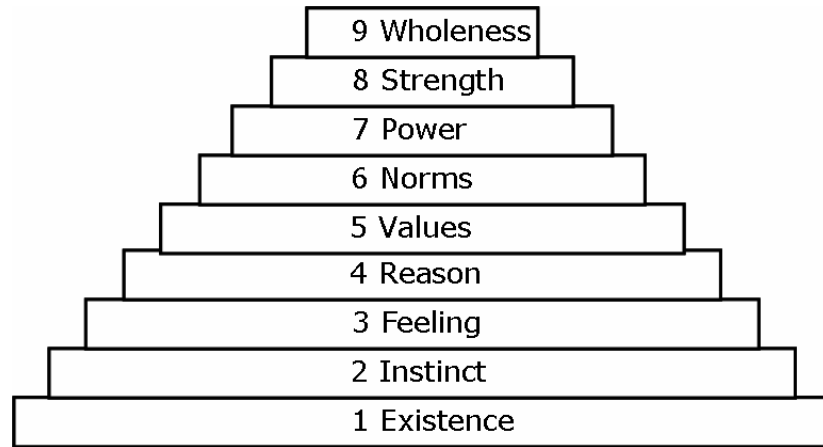 9 Wholeness
8 Strength
7 Power
6 Norms
5 Values
4 Reason
3 Feeling
2 Instinct
1 Existence